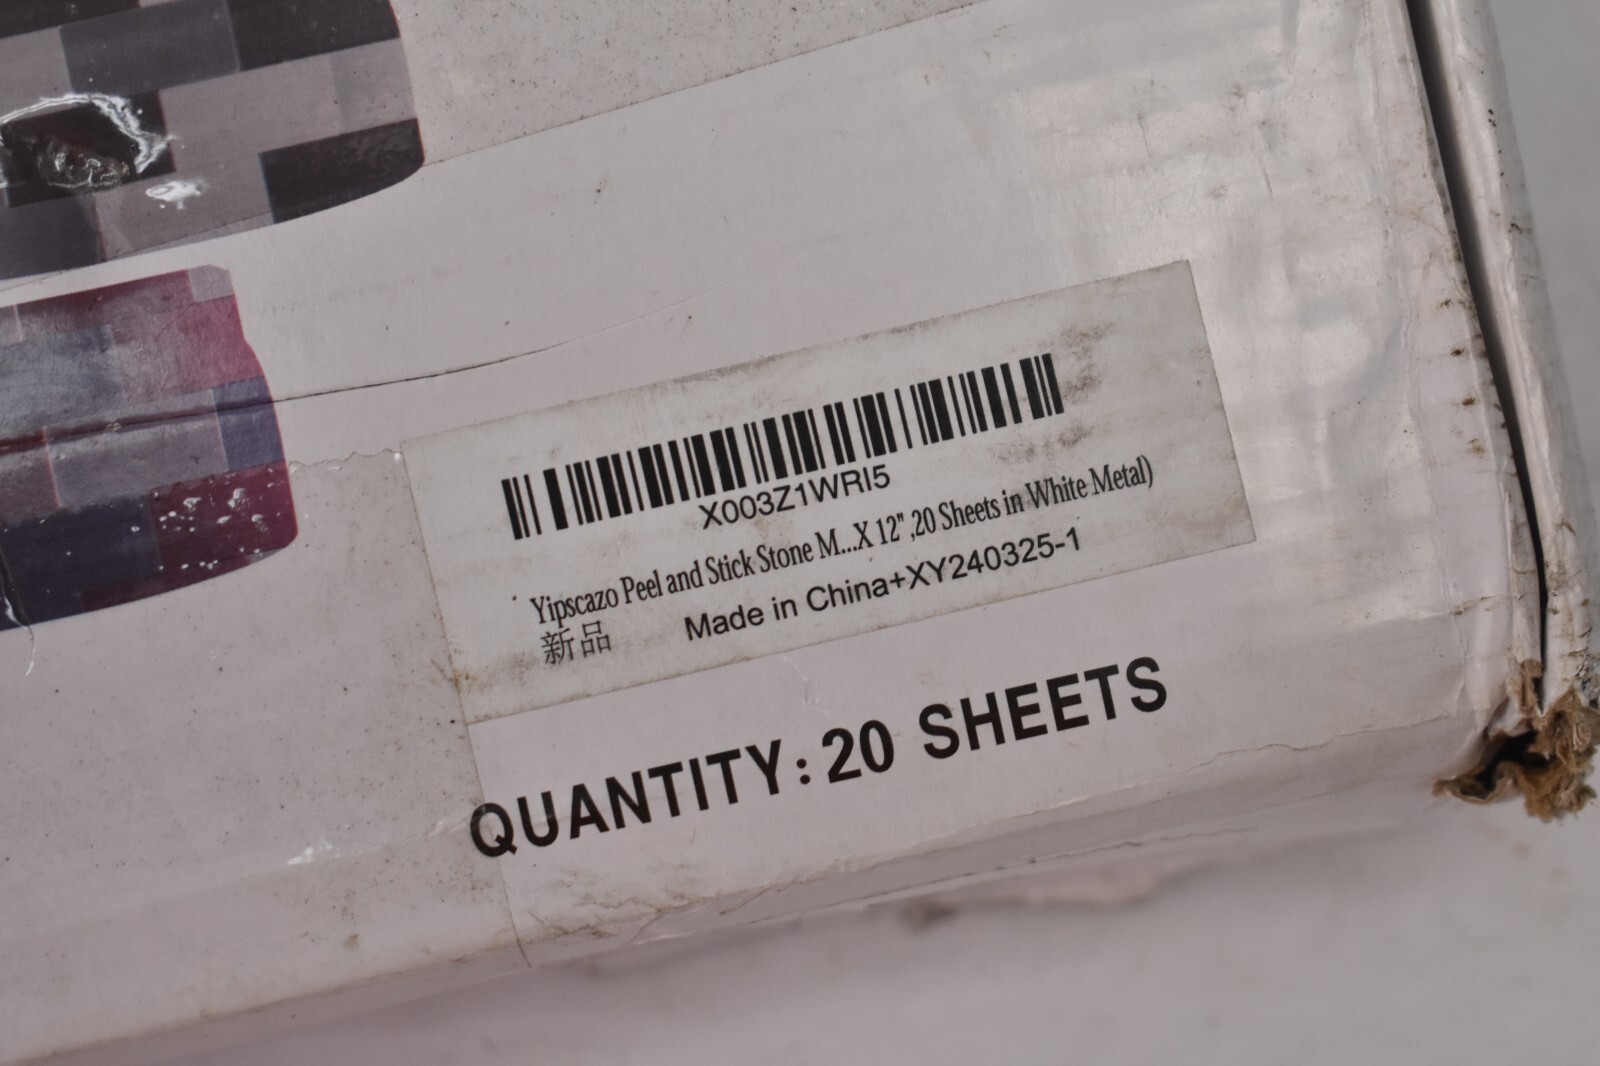 X003Z1WRI5
Yipscazo Peel and Stick Stone M...X 12" ,20 Sheets in White Metal)
新品 Made in China+XY240325-1
QUANTITY: 20 SHEETS